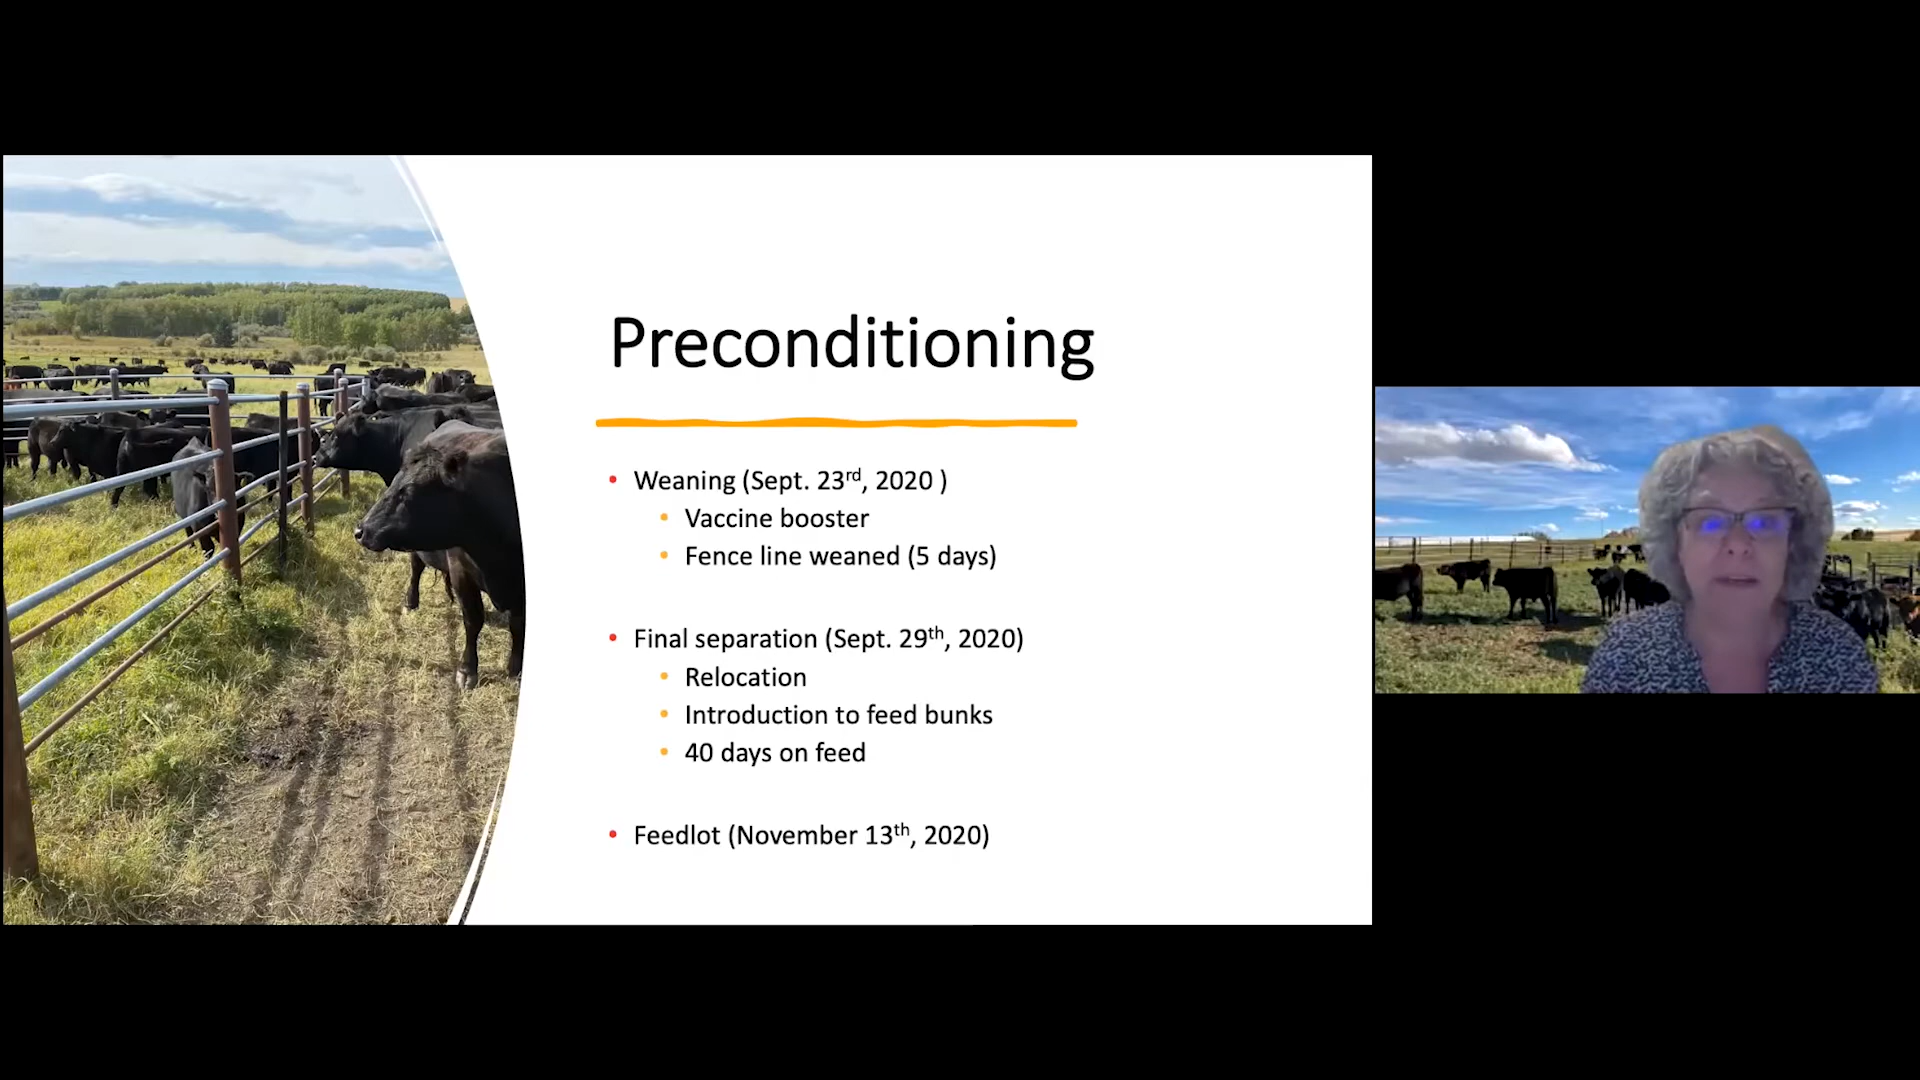 Preconditioning
• Weaning (Sept. 23rd, 2020 )
• Vaccine booster
• Fence line weaned (5 days)
• Final separation (Sept. 29th, 2020)
• Relocation
• Introduction to feed bunks
• 40 days on feed
• Feedlot (November 13th, 2020)